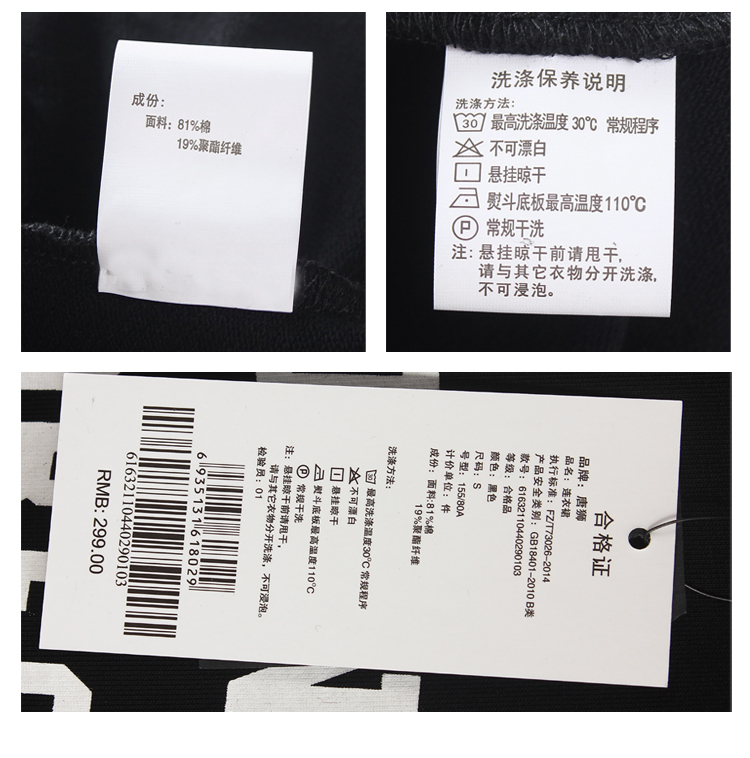 成份：
面料：81%棉
19%聚酯纤维
洗涤保养说明
洗涤方法：
30 最高洗涤温度30℃ 常规程序
不可漂白
悬挂晾干
熨斗底板最高温度110℃
P 常规干洗
注：悬挂晾干前请甩干，
请与其它衣物分开洗涤，
不可浸泡。
合格证
品牌：唐狮
品名：连衣裙
执行标准：FZ/T73026-2014
产品安全类别：GB18401-2010 B类
款号：61632110440290103
等级：合格品
颜色：黑色
尺码：S
号型：155/80A
计价单位：件
成份：面料:81%棉
19%聚酯纤维
洗涤方法：
最高洗涤温度30℃常规程序
不可漂白
悬挂晾干
熨斗底板最高温度110℃
P 常规干洗
注：悬挂晾干前请甩干，
请与其它衣物分开洗涤，不可浸泡。
检验员：01
6935131618029
61632110440290103
RMB: 299.00